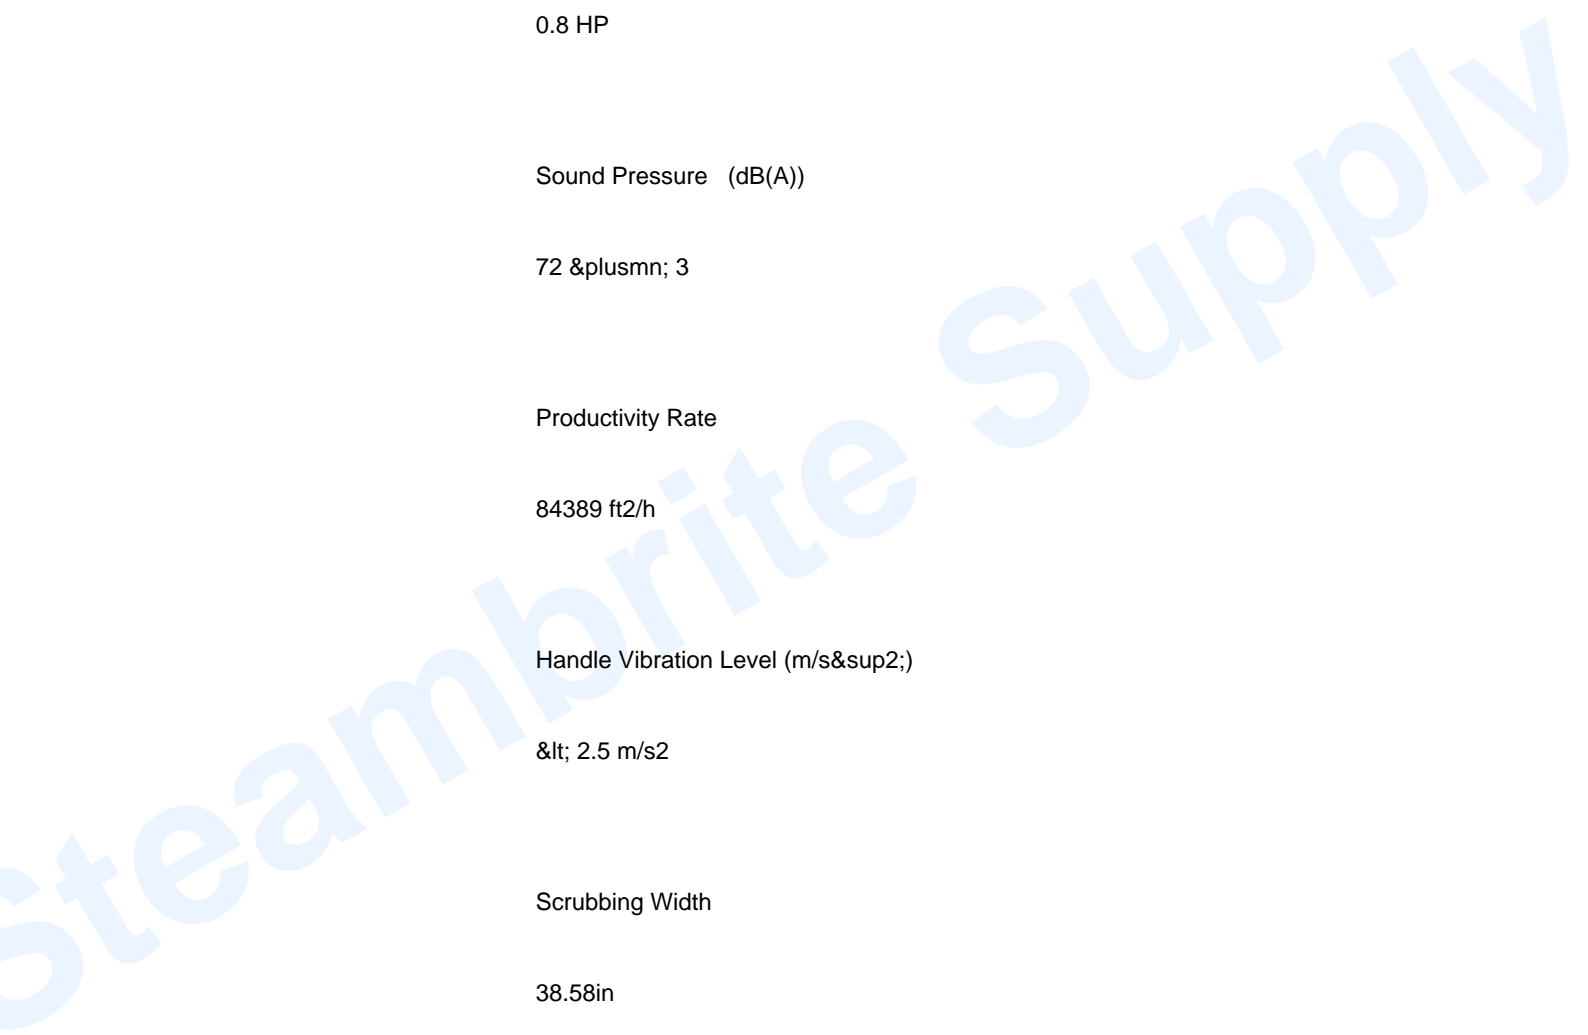 0.8 HP
Sound Pressure (dB(A))
72 &plusmn; 3
Productivity Rate
84389 ft2/h
Handle Vibration Level (m/s&sup2;)
&lt; 2.5 m/s2
Scrubbing Width
38.58in
Steambrite Supply